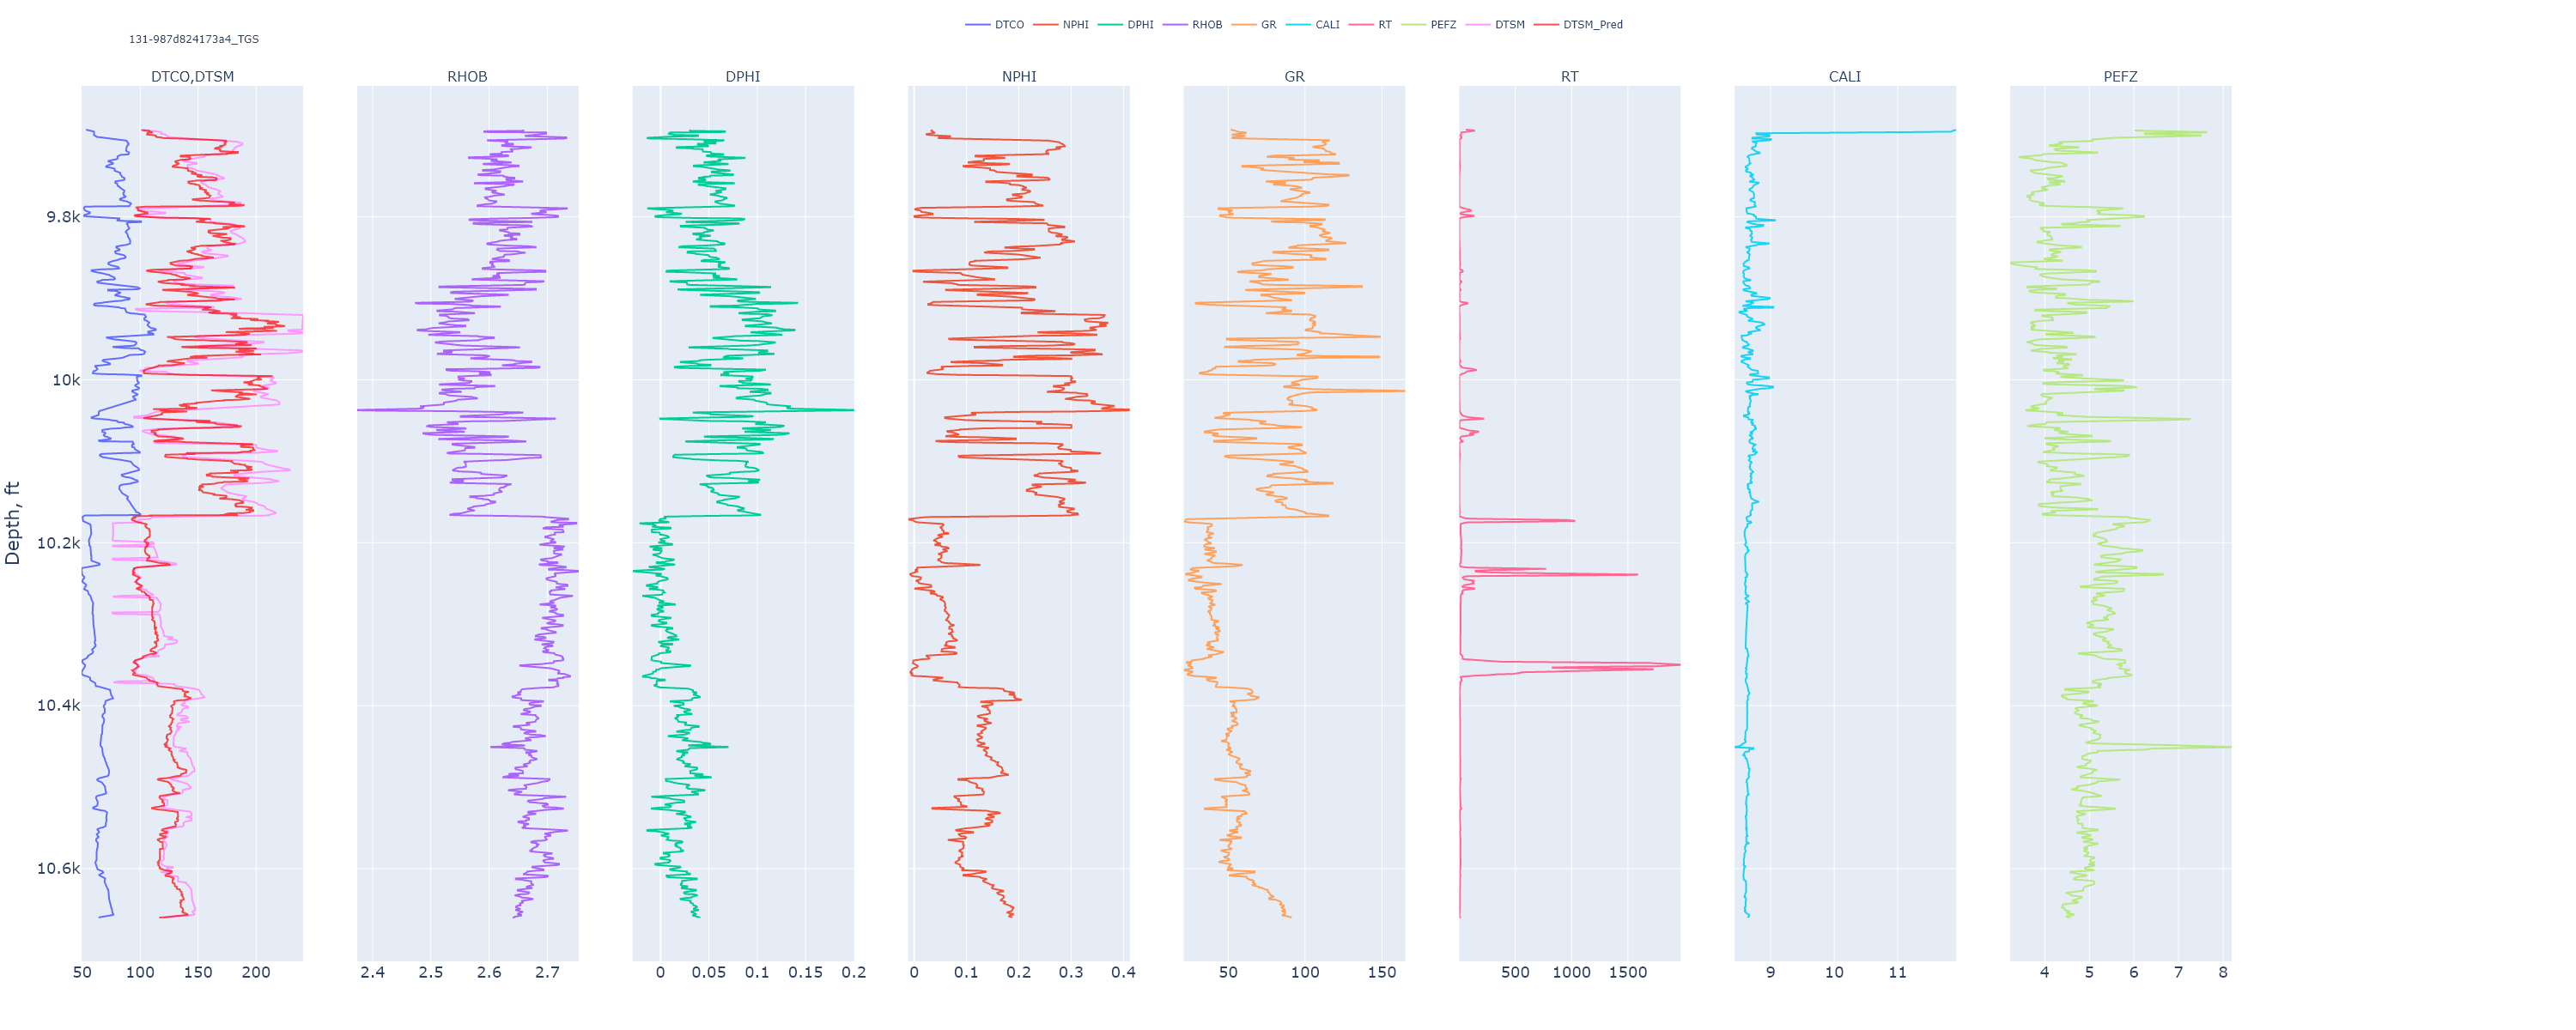 DTCO NPHI DPHI RHOB GR CALI RT PEFZ DTSM DTSM_Pred
131-987d824173a4_TGS
DTCO,DTSM RHOB DPHI NPHI GR RT CALI PEFZ
Depth, ft
9.8k
10k
10.2k
10.4k
10.6k
50 100 150 200 2.4 2.5 2.6 2.7 0 0.05 0.1 0.15 0.2 0 0.1 0.2 0.3 0.4 50 100 150 500 1000 1500 9 10 11 4 5 6 7 8